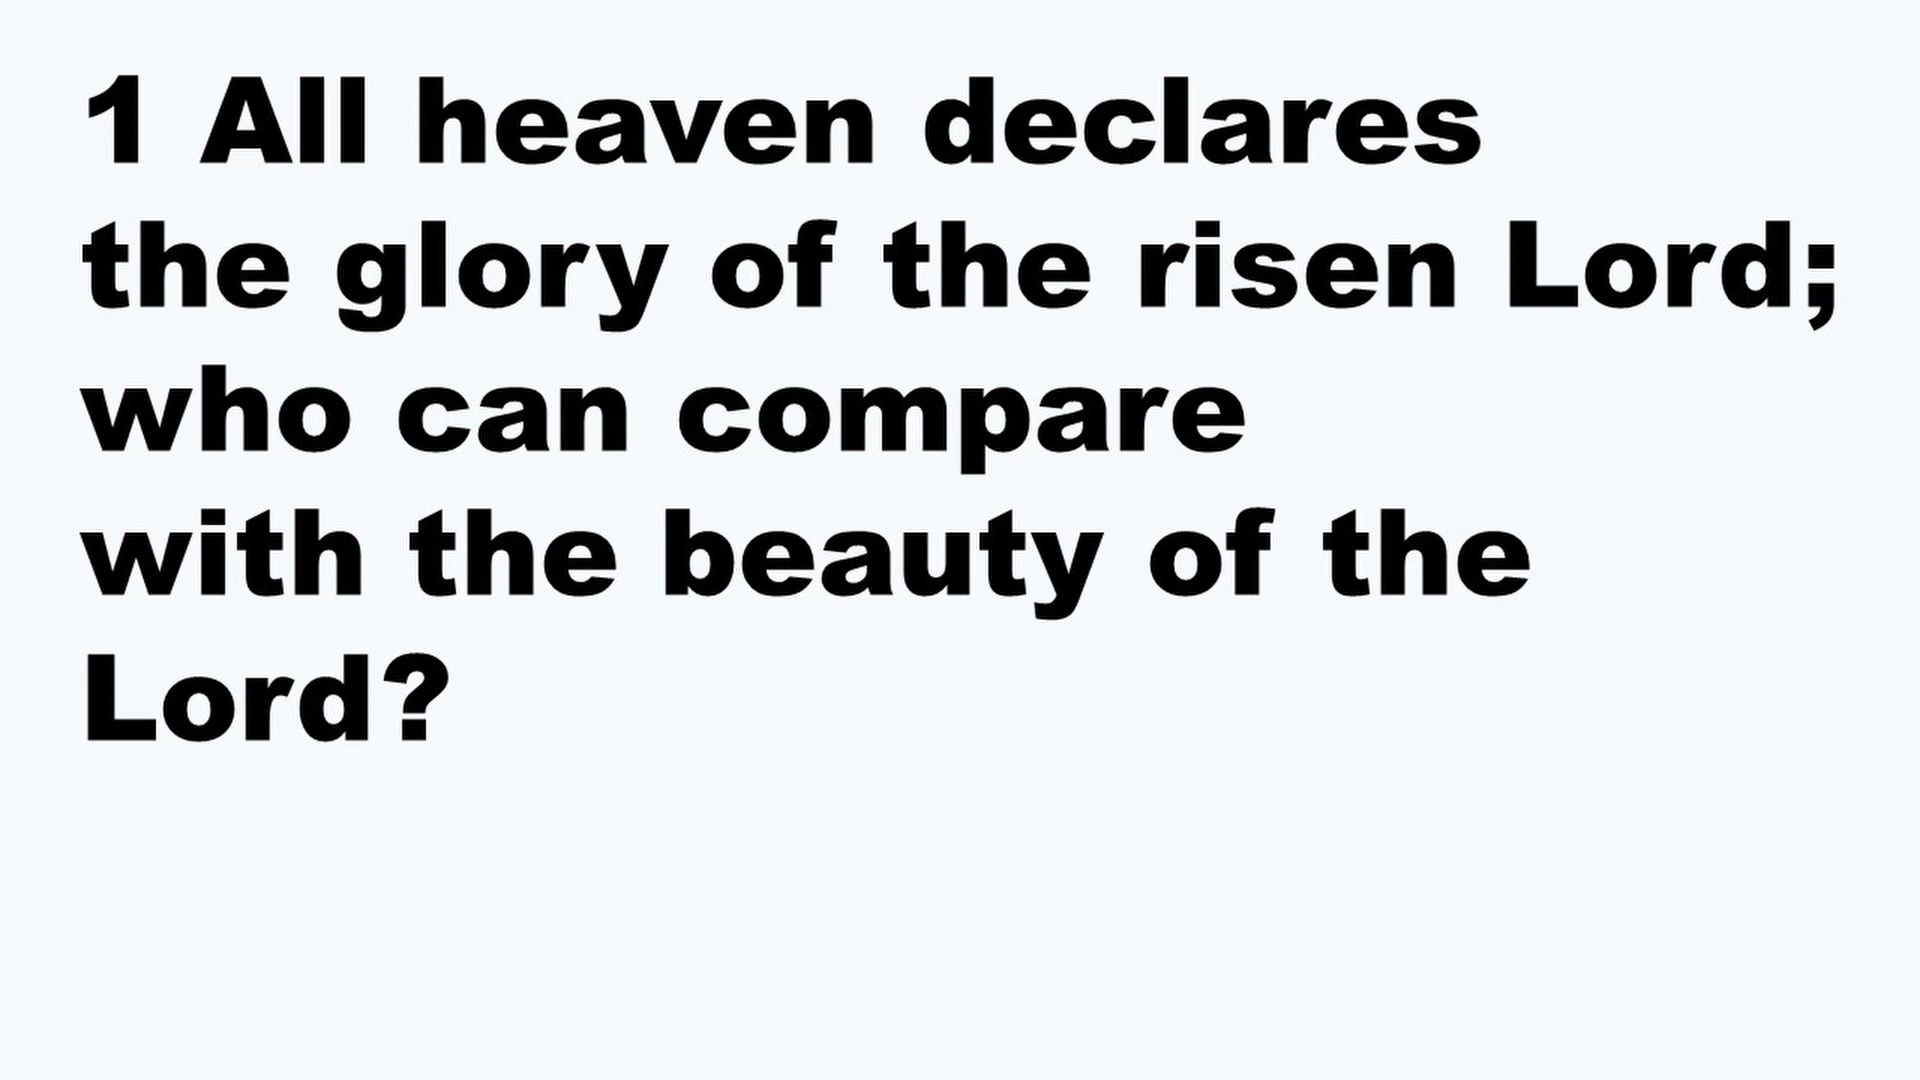 1 All heaven declares
the glory of the risen Lord;
who can compare
with the beauty of the
Lord?